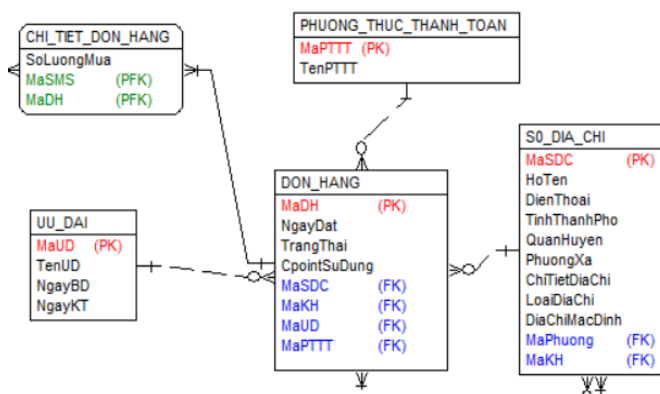 CHI_TIET_DON_HANG
SoLuongMua
MaSMS (PFK)
MaDH (PFK)
PHUONG_THUC_THANH_TOAN
MaPTTT (PK)
TenPTTT
UU_DAI
MaUD (PK)
TenUD
NgayBD
NgayKT
DON_HANG
MaDH (PK)
NgayDat
TrangThai
CpointSuDung
MaSDC (FK)
MaKH (FK)
MaUD (FK)
MaPTTT (FK)
S0_DIA_CHI
MaSDC (PK)
HoTen
DienThoai
TinhThanhPho
QuanHuyen
PhuongXa
ChiTietDiaChi
LoaiDiaChi
DiaChiMacDinh
MaPhuong (FK)
MaKH (FK)